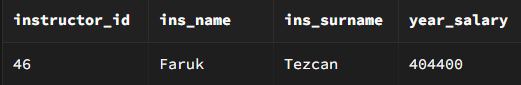 instructor_id ins_name ins_surname year_salary
46 Faruk Tezcan 404400